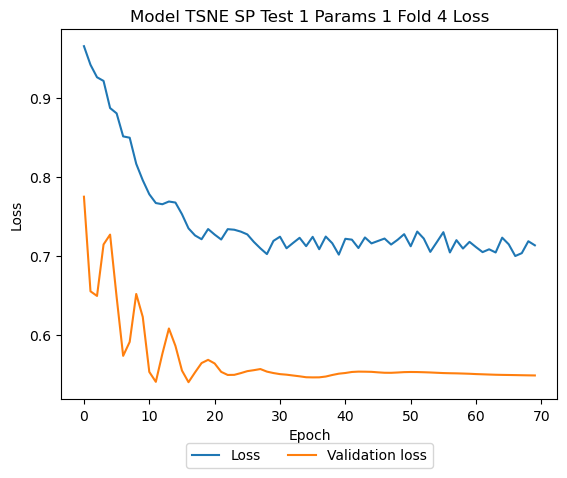 Model TSNE SP Test 1 Params 1 Fold 4 Loss
Loss
0.9
0.8
0.7
0.6
0 10 20 30 40 50 60 70
Epoch
Loss Validation loss